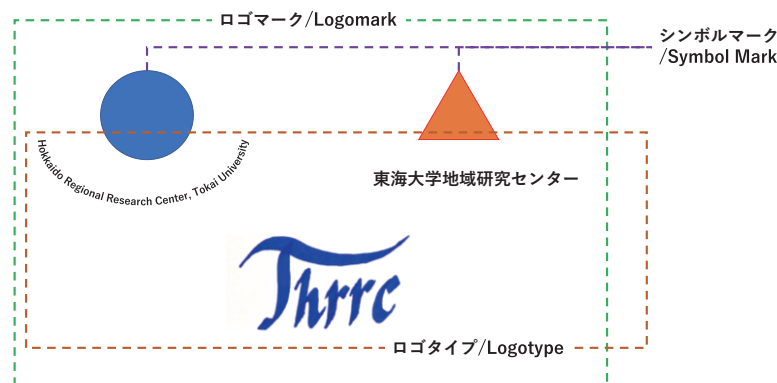 ロゴマーク/Logomark
シンボルマーク
/Symbol Mark
Hokkaido Regional Research Center, Tokai University
東海大学地域研究センター
Thrrc
ロゴタイプ/Logotype